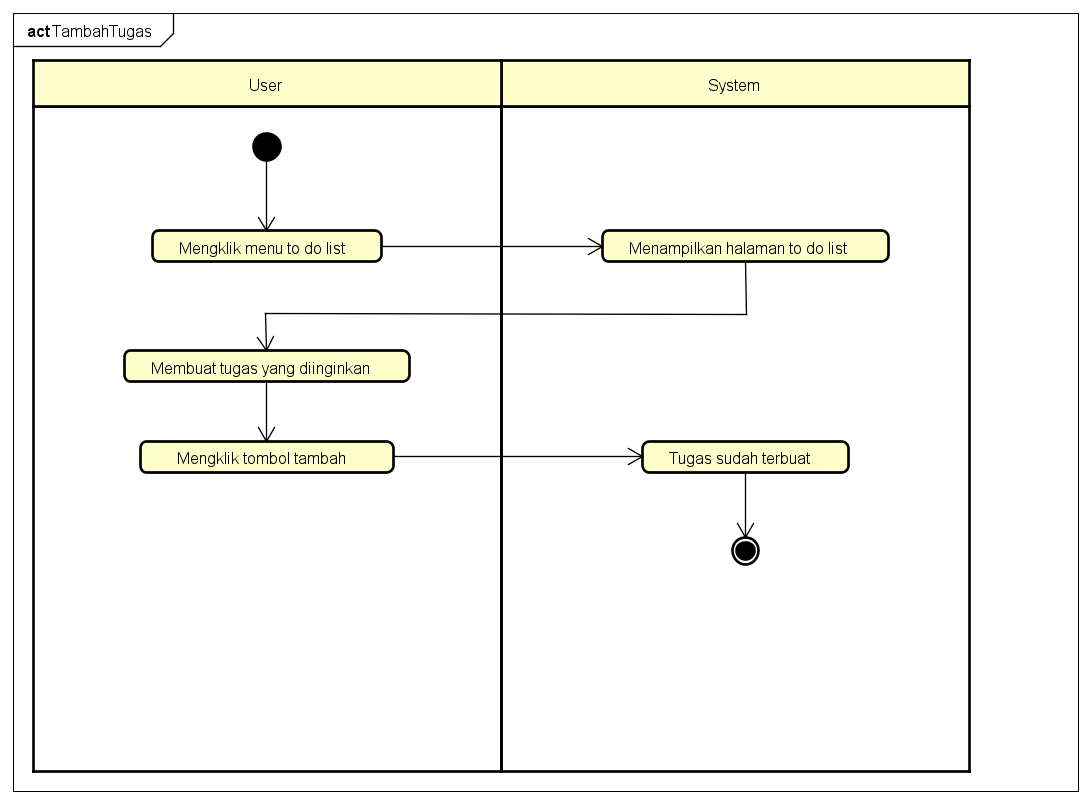 act TambahTugas
User
System
Mengklik menu to do list
Menampilkan halaman to do list
Membuat tugas yang diinginkan
Mengklik tombol tambah
Tugas sudah terbuat